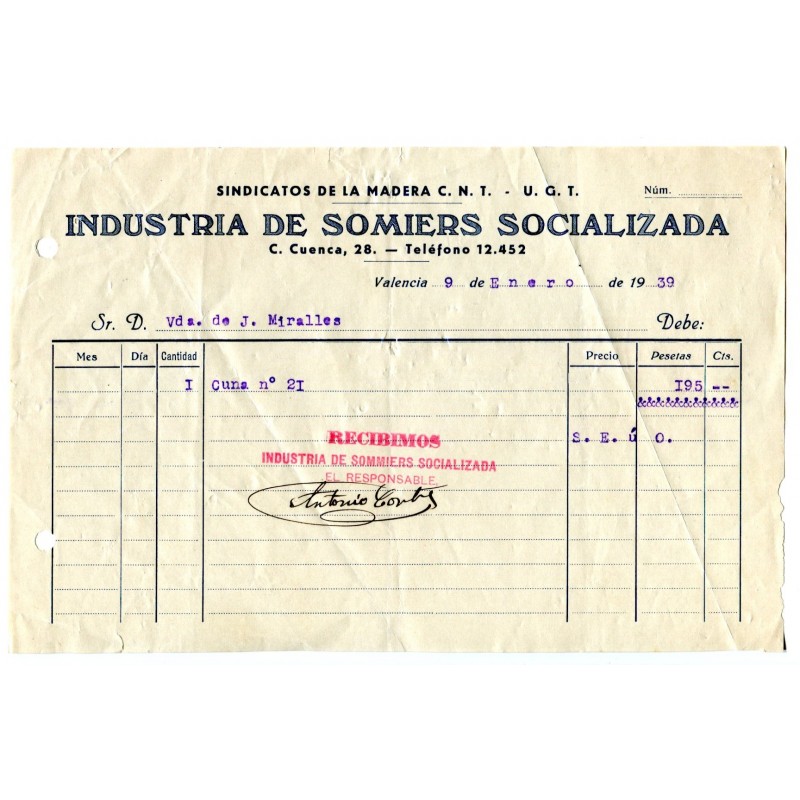 SINDICATOS DE LA MADERA C. N. T. - U. G. T. Núm.
INDUSTRIA DE SOMIERS SOCIALIZADA
C. Cuenca, 28. — Teléfono 12.452
Valencia 9 de Enero de 1939
Sr. D. Vda. de J. Miralles Debe:
Mes Día Cantidad Precio Pesetas Cts.
I Cuna nº 2I I95 --
&&&&&&&&&&&&&
RECIBIMOS S. E. ú O.
INDUSTRIA DE SOMMIERS SOCIALIZADA
EL RESPONSABLE.
Antonio Cortés